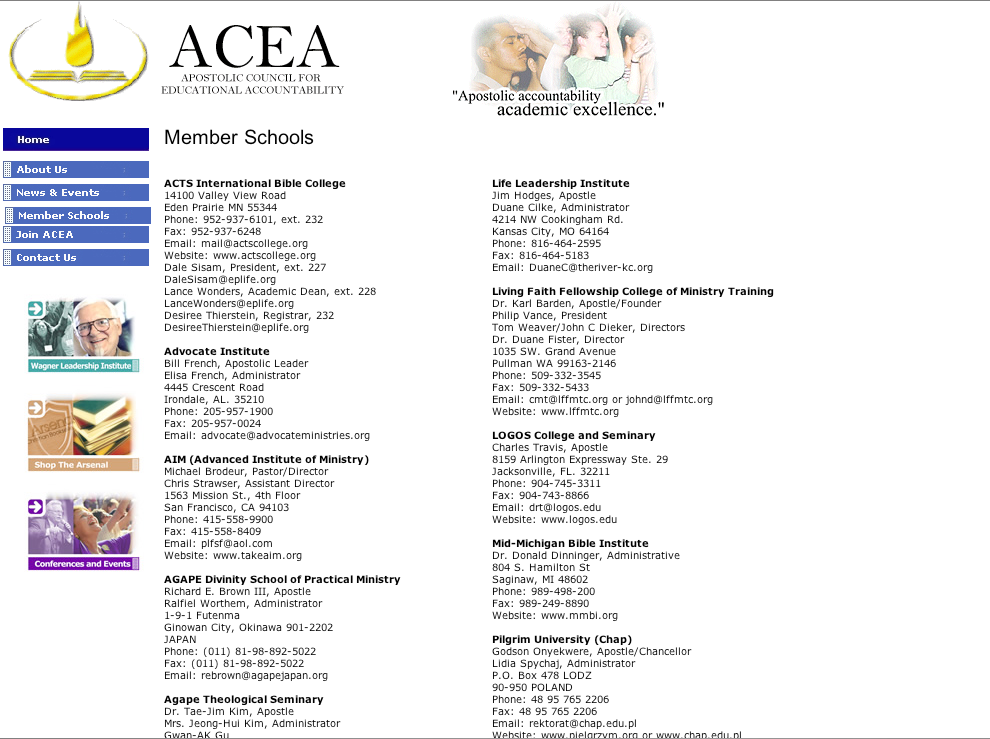 ACEA
APOSTOLIC COUNCIL FOR
EDUCATIONAL ACCOUNTABILITY
"Apostolic accountability
academic excellence."
Home
About Us
News & Events
Member Schools
Join ACEA
Contact Us
Wagner Leadership Institute
Shop The Arsenal
Conferences and Events
Member Schools
ACTS International Bible College
14100 Valley View Road
Eden Prairie MN 55344
Phone: 952-937-6101, ext. 232
Fax: 952-937-6248
Email: mail@actscollege.org
Website: www.actscollege.org
Dale Sisam, President, ext. 227
DaleSisam@eplife.org
Lance Wonders, Academic Dean, ext. 228
LanceWonders@eplife.org
Desiree Thierstein, Registrar, 232
DesireeThierstein@eplife.org
Advocate Institute
Bill French, Apostolic Leader
Elisa French, Administrator
4445 Crescent Road
Irondale, AL. 35210
Phone: 205-957-1900
Fax: 205-957-0024
Email: advocate@advocateministries.org
AIM (Advanced Institute of Ministry)
Michael Brodeur, Pastor/Director
Chris Strawser, Assistant Director
1563 Mission St., 4th Floor
San Francisco, CA 94103
Phone: 415-558-9900
Fax: 415-558-8409
Email: plfsf@aol.com
Website: www.takeaim.org
AGAPE Divinity School of Practical Ministry
Richard E. Brown III, Apostle
Ralfiel Worthem, Administrator
1-9-1 Futenma
Ginowan City, Okinawa 901-2202
JAPAN
Phone: (011) 81-98-892-5022
Fax: (011) 81-98-892-5022
Email: rebrown@agapejapan.org
Agape Theological Seminary
Dr. Tae-Jim Kim, Apostle
Mrs. Jeong-Hui Kim, Administrator
Gwan-AK Gu
Life Leadership Institute
Jim Hodges, Apostle
Duane Cilke, Administrator
4214 NW Cookingham Rd.
Kansas City, MO 64164
Phone: 816-464-2595
Fax: 816-464-5183
Email: DuaneC@theriver-kc.org
Living Faith Fellowship College of Ministry Training
Dr. Karl Barden, Apostle/Founder
Philip Vance, President
Tom Weaver/John C Dieker, Directors
Dr. Duane Fister, Director
1035 SW. Grand Avenue
Pullman WA 99163-2146
Phone: 509-332-3545
Fax: 509-332-5433
Email: cmt@lffmtc.org or johnd@lffmtc.org
Website: www.lffmtc.org
LOGOS College and Seminary
Charles Travis, Apostle
8159 Arlington Expressway Ste. 29
Jacksonville, FL. 32211
Phone: 904-745-3311
Fax: 904-743-8866
Email: drt@logos.edu
Website: www.logos.edu
Mid-Michigan Bible Institute
Dr. Donald Dinninger, Administrative
804 S. Hamilton St
Saginaw, MI 48602
Phone: 989-498-200
Fax: 989-249-8890
Website: www.mmbi.org
Pilgrim University (Chap)
Godson Onyekwere, Apostle/Chancellor
Lidia Spychaj, Administrator
P.O. Box 478 LODZ
90-950 POLAND
Phone: 48 95 765 2206
Fax: 48 95 765 2206
Email: rektorat@chap.edu.pl
Website: www.pielgrzym.org or www.chap.edu.pl